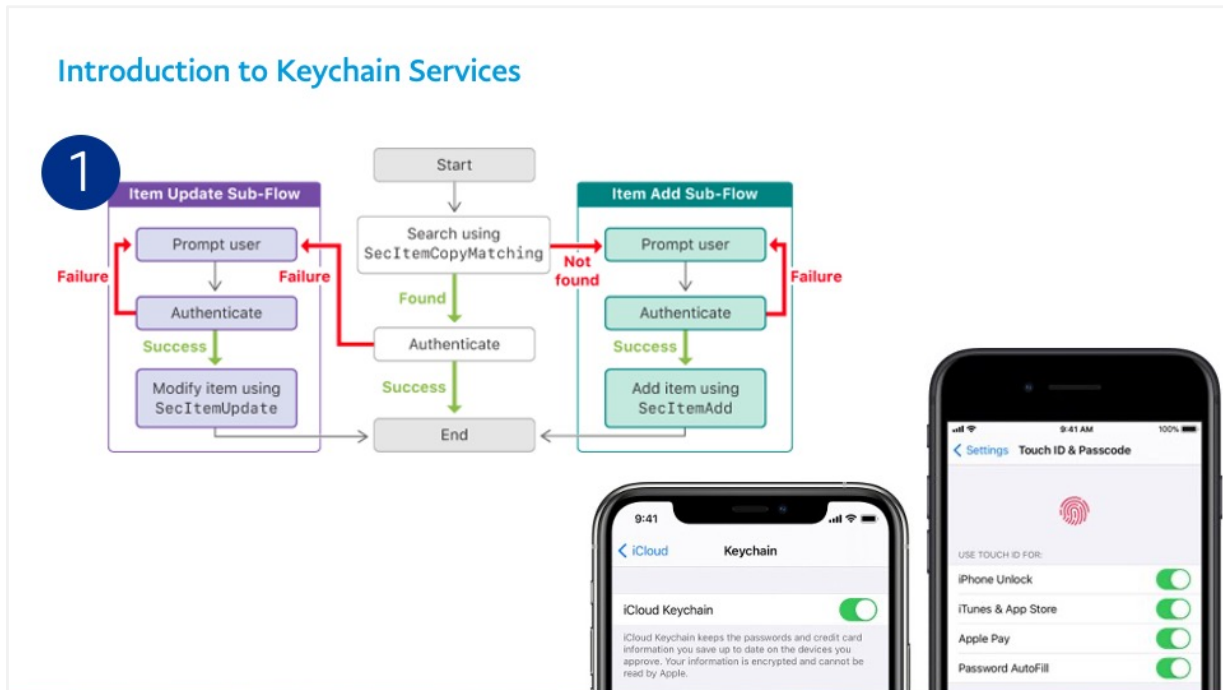 Introduction to Keychain Services
1
Start
Item Update Sub-Flow
Item Add Sub-Flow
Search using
SecItemCopyMatching
Prompt user
Prompt user
Not
found
Failure
Failure
Failure
Found
Authenticate
Authenticate
Authenticate
Success
Success
Success
Modify item using
SecItemUpdate
Add item using
SecItemAdd
End
9:41 AM
100%
Settings
Touch ID & Passcode
USE TOUCH ID FOR:
iPhone Unlock
iTunes & App Store
Apple Pay
Password AutoFill
9:41
iCloud
Keychain
iCloud Keychain
iCloud Keychain keeps the passwords and credit card
information you save up to date on the devices you
approve. Your information is encrypted and cannot be
read by Apple.